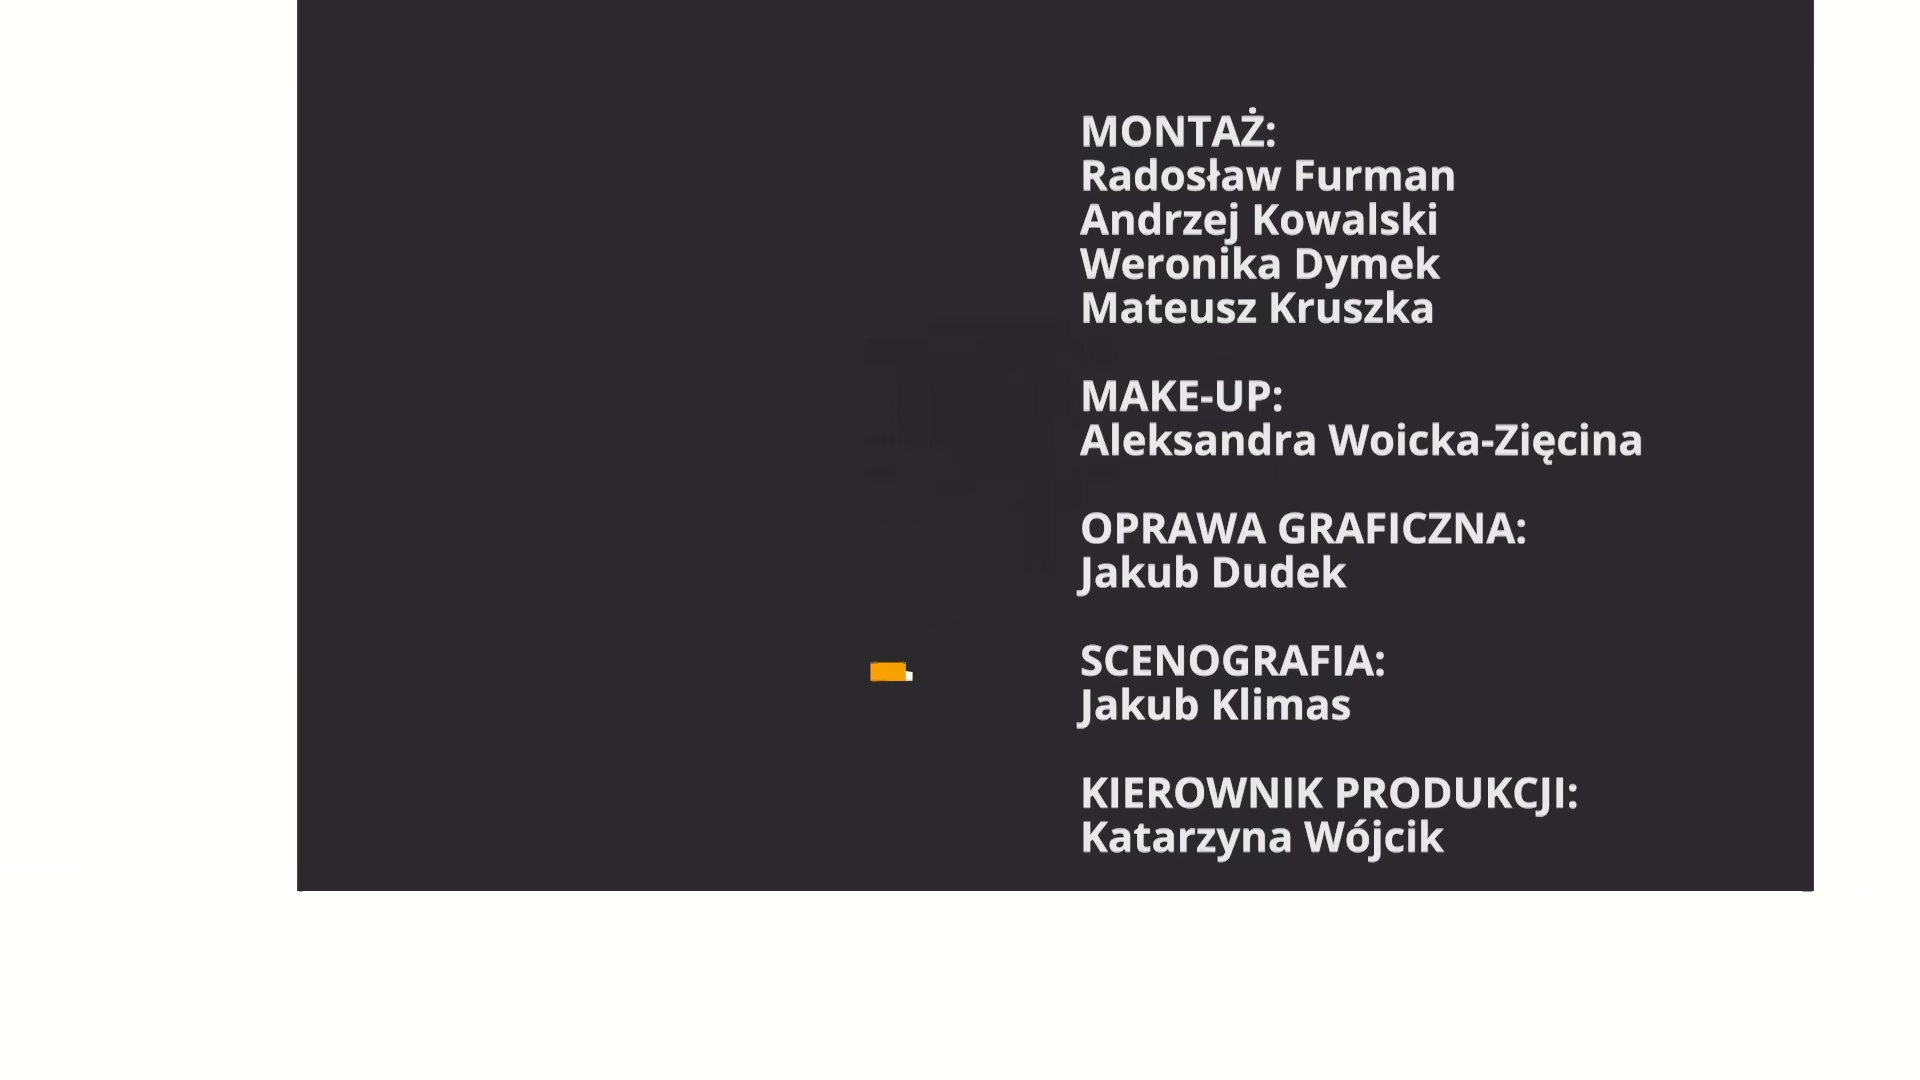 MONTAŻ:
Radosław Furman
Andrzej Kowalski
Weronika Dymek
Mateusz Kruszka
MAKE-UP:
Aleksandra Woicka-Zięcina
OPRAWA GRAFICZNA:
Jakub Dudek
SCENOGRAFIA:
Jakub Klimas
KIEROWNIK PRODUKCJI:
Katarzyna Wójcik